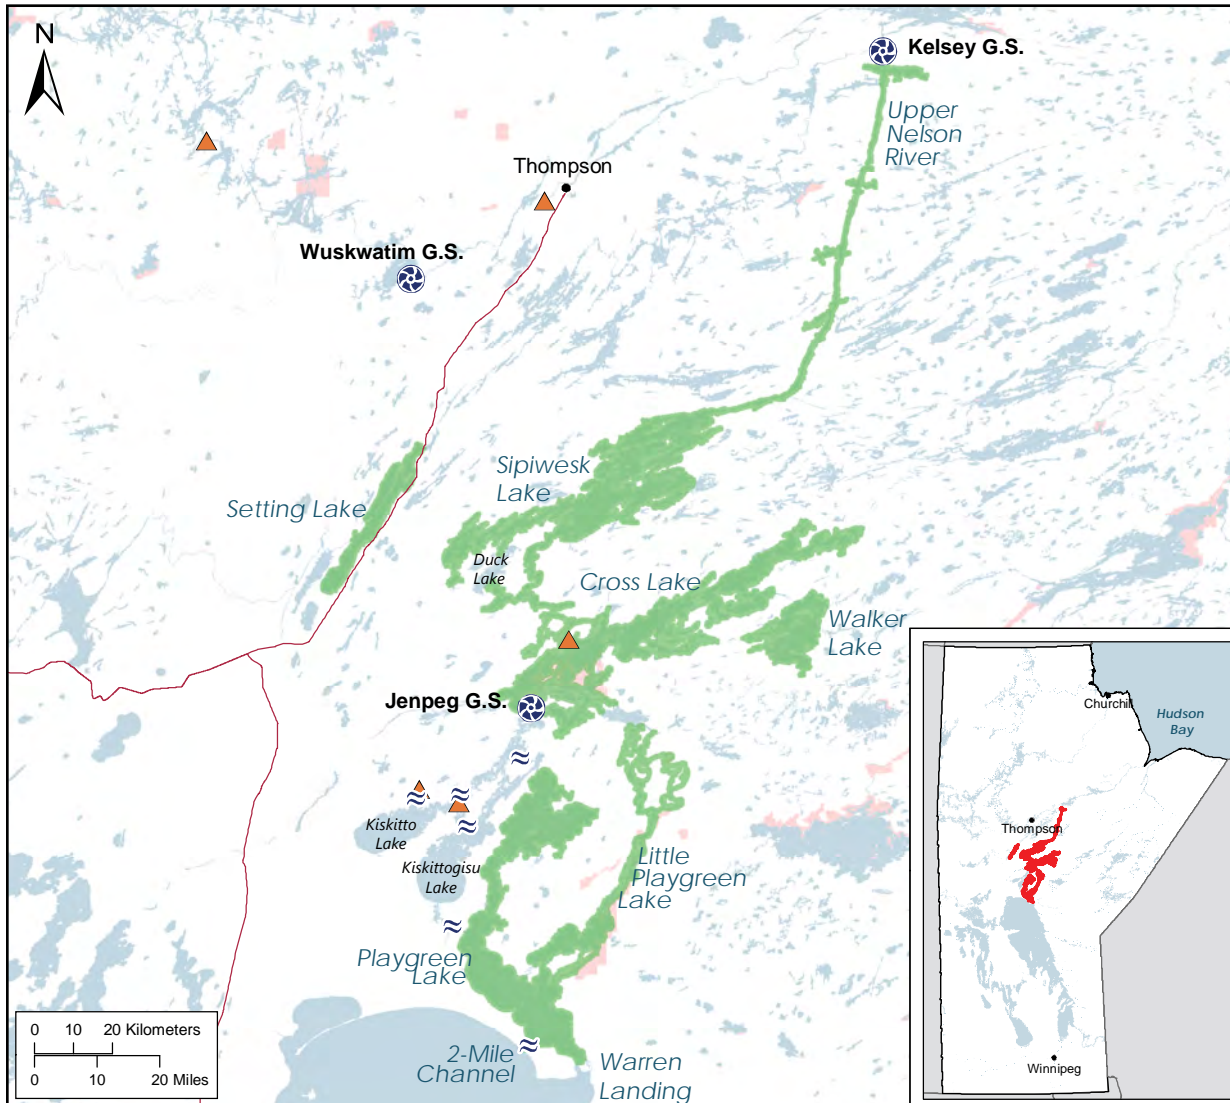 N
Kelsey G.S.
Upper
Nelson
River
Thompson
Wuskwatim G.S.
Sipiwesk
Lake
Setting Lake
Duck
Lake
Cross Lake
Walker
Lake
Jenpeg G.S.
Kiskitto
Lake
Kiskittogisu
Lake
Little
Playgreen
Lake
Playgreen
Lake
2-Mile
Channel
Warren
Landing
0 10 20 Kilometers
0 10 20 Miles
Churchill
Hudson
Bay
Thompson
Winnipeg